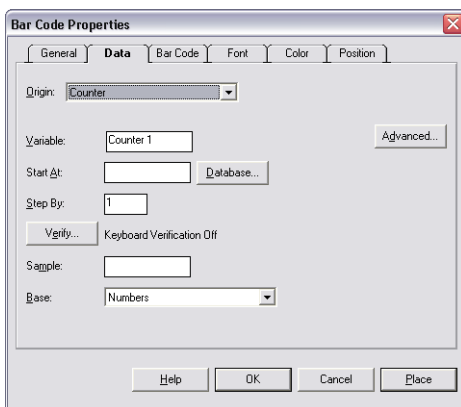 Bar Code Properties
General Data Bar Code Font Color Position
Origin: Counter
Variable: Counter 1 Advanced...
Start At: Database...
Step By: 1
Verify... Keyboard Verification Off
Sample:
Base: Numbers
Help OK Cancel Place